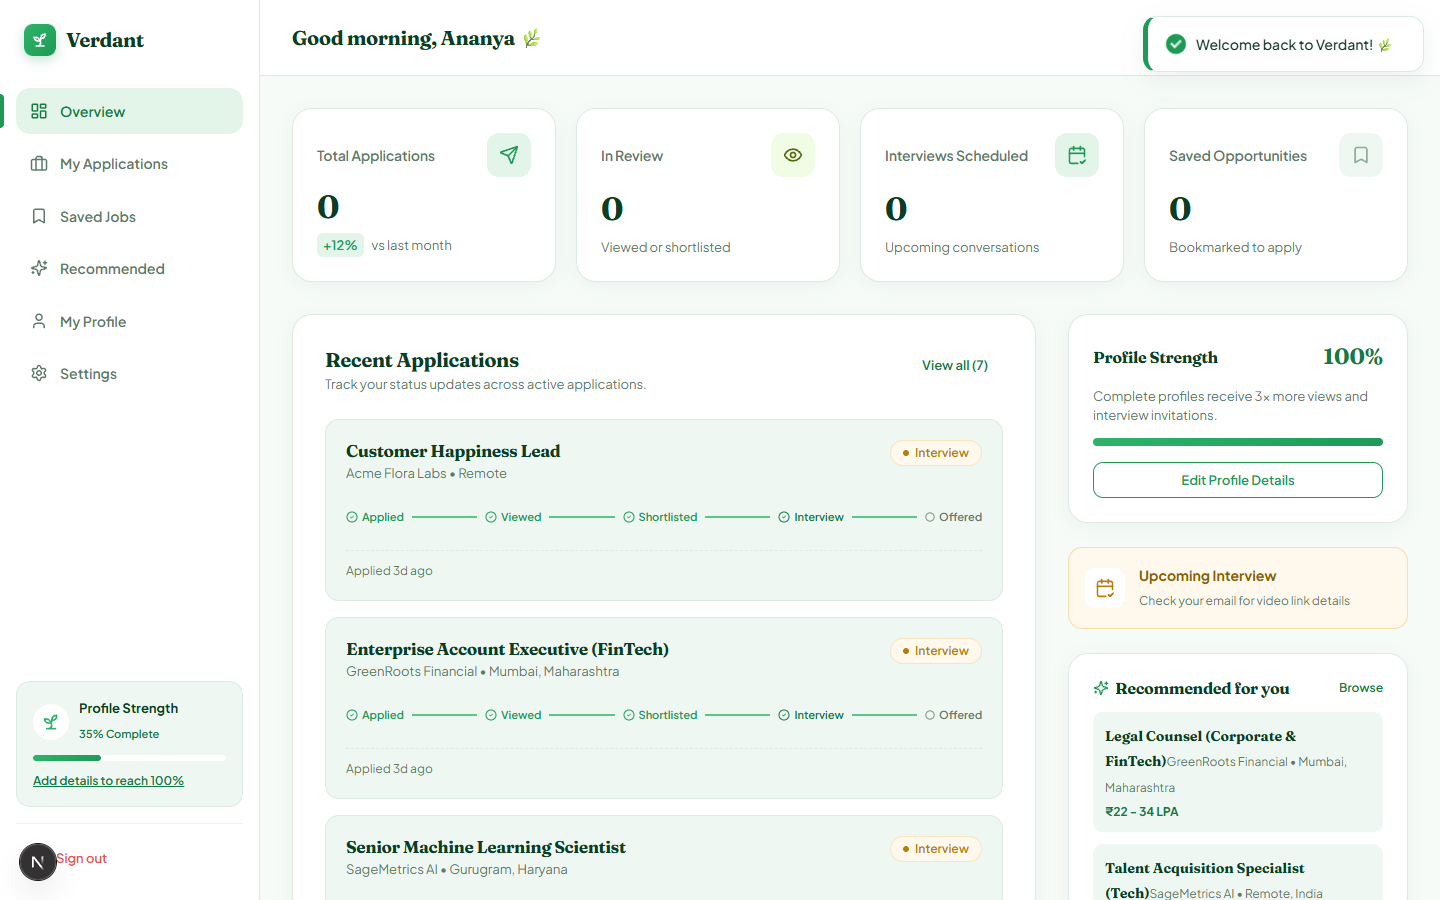 Verdant
Overview
My Applications
Saved Jobs
Recommended
My Profile
Settings
Profile Strength
35% Complete
Add details to reach 100%
N
Sign out
Good morning, Ananya
Welcome back to Verdant!
Total Applications
0
+12% vs last month
In Review
0
Viewed or shortlisted
Interviews Scheduled
0
Upcoming conversations
Saved Opportunities
0
Bookmarked to apply
Recent Applications
Track your status updates across active applications.
View all (7)
Customer Happiness Lead
Acme Flora Labs • Remote
Interview
Applied Viewed Shortlisted Interview Offered
Applied 3d ago
Enterprise Account Executive (FinTech)
GreenRoots Financial • Mumbai, Maharashtra
Interview
Applied Viewed Shortlisted Interview Offered
Applied 3d ago
Senior Machine Learning Scientist
SageMetrics AI • Gurugram, Haryana
Interview
Profile Strength 100%
Complete profiles receive 3× more views and
interview invitations.
Edit Profile Details
Upcoming Interview
Check your email for video link details
Recommended for you
Browse
Legal Counsel (Corporate &
FinTech)GreenRoots Financial • Mumbai,
Maharashtra
₹22 – 34 LPA
Talent Acquisition Specialist
(Tech)SageMetrics AI • Remote, India